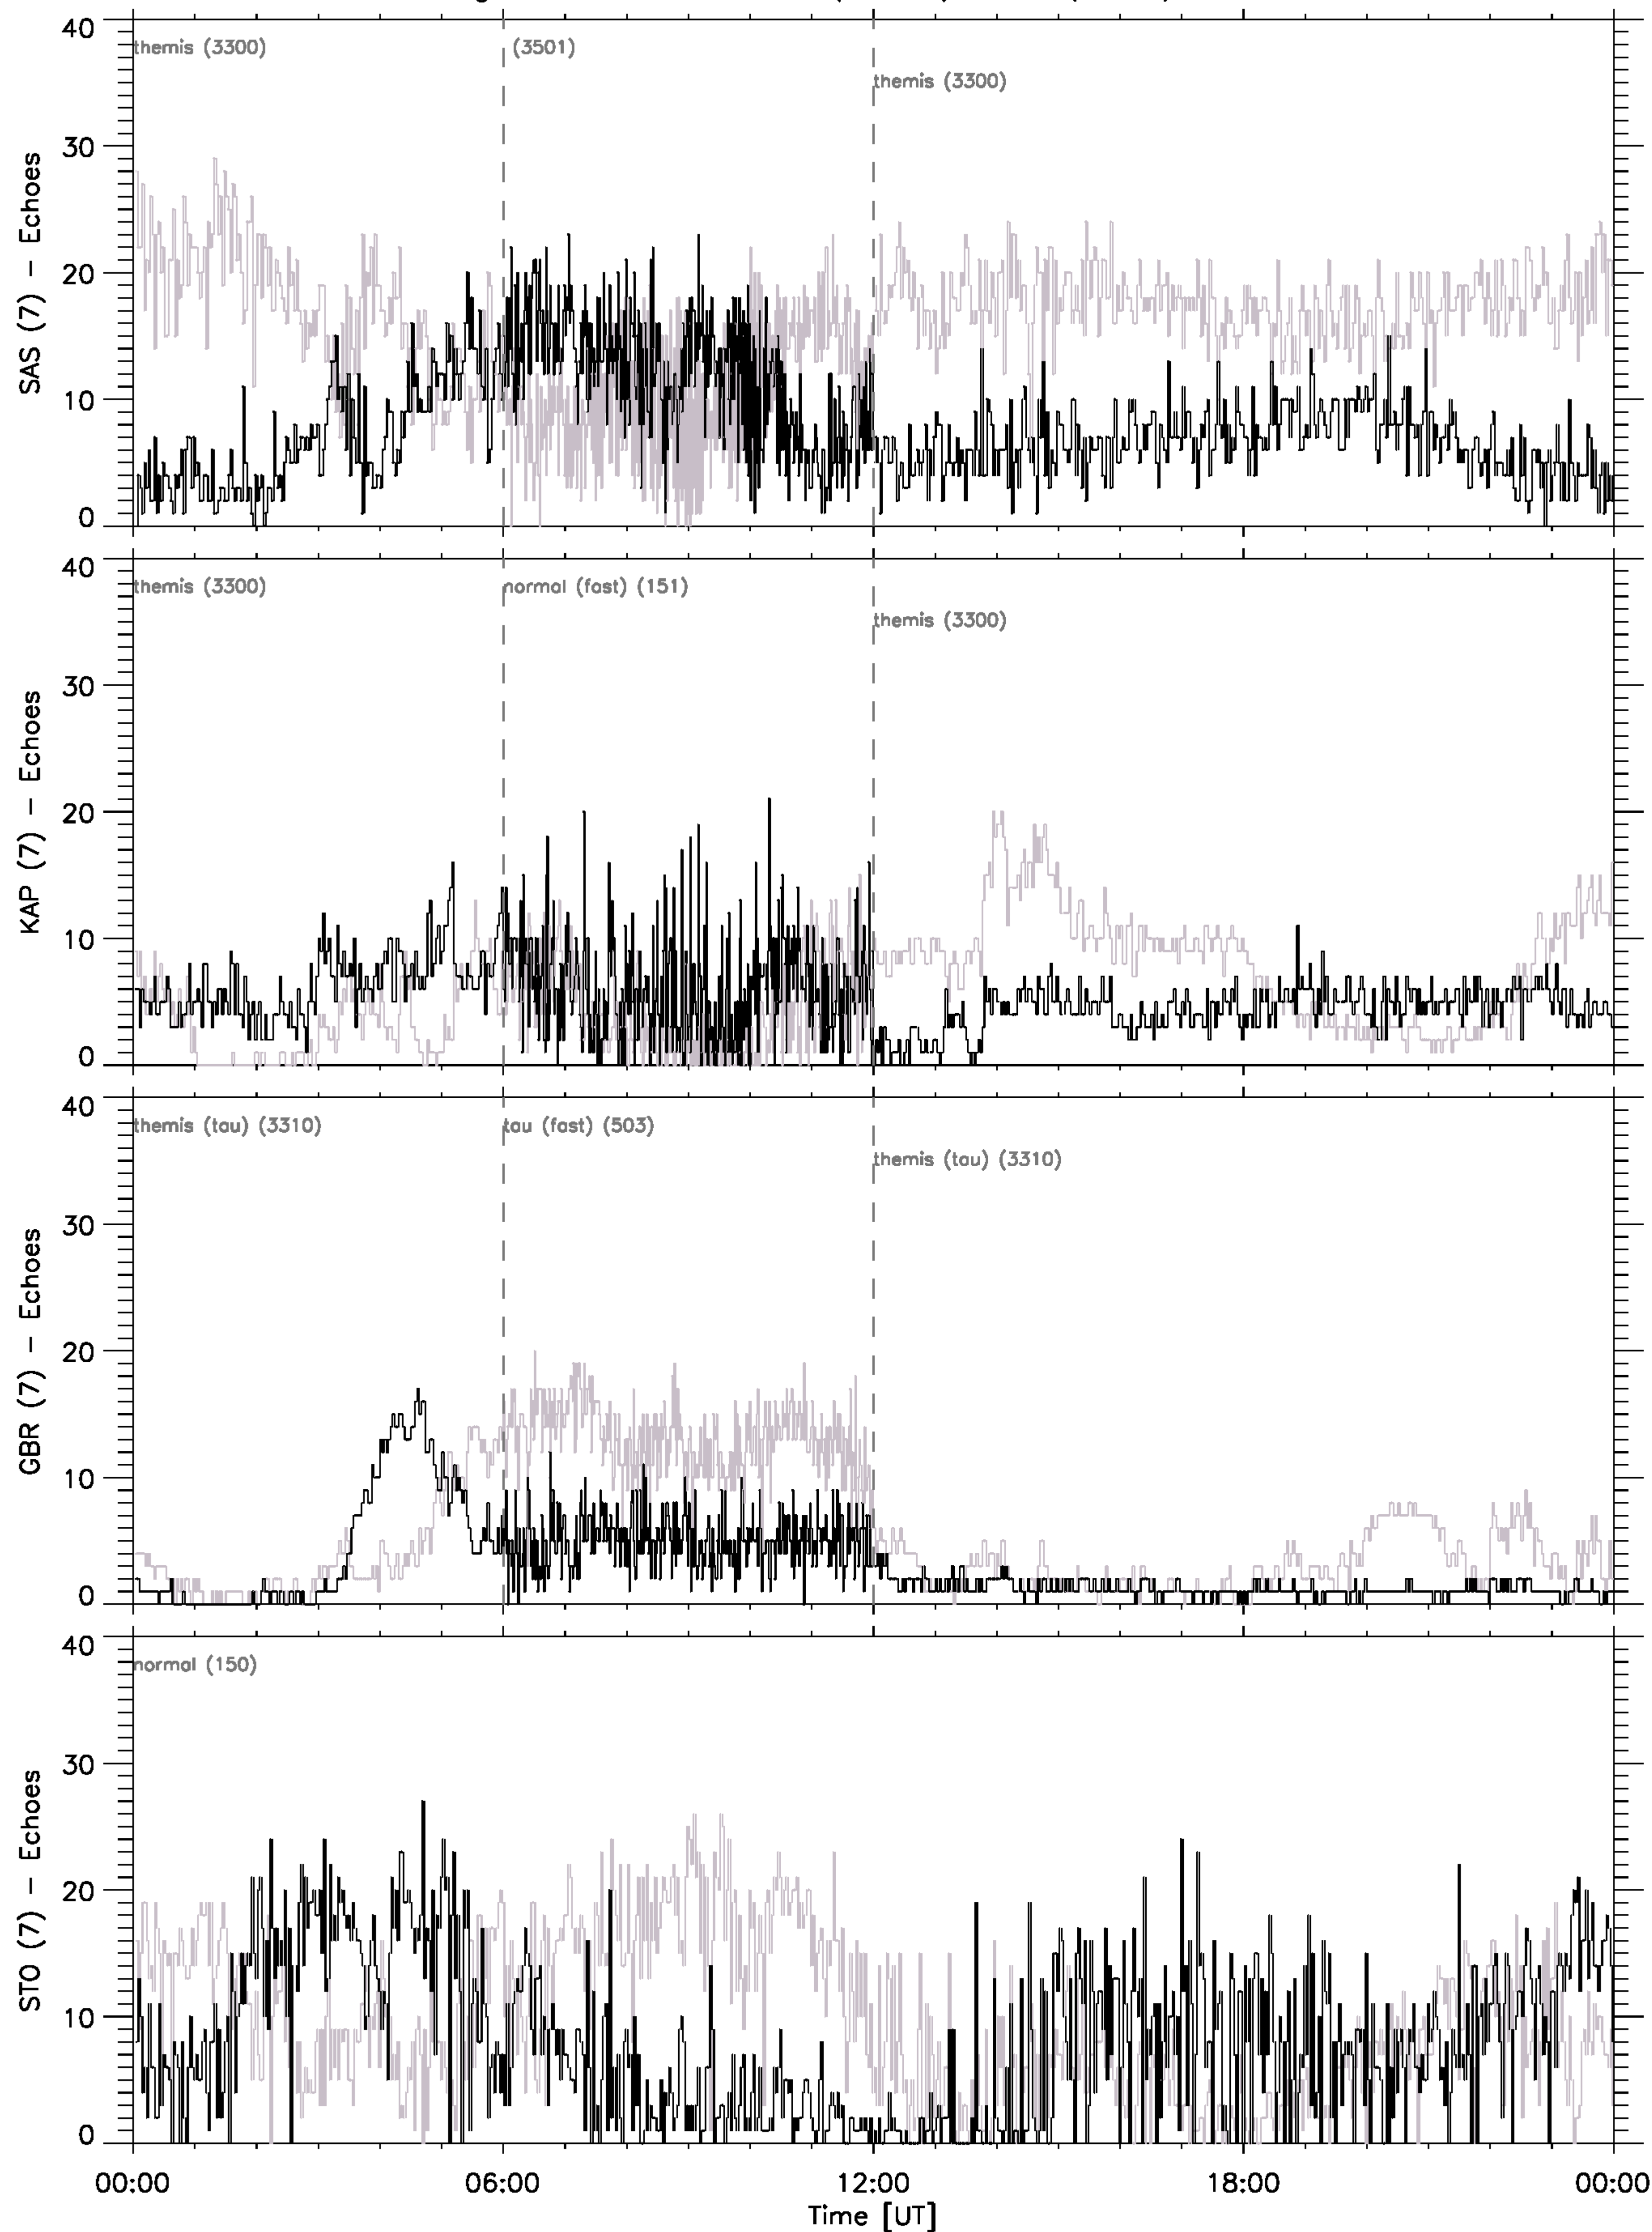 40
themis (3300)
(3501)
themis (3300)
30
20
10
0
SAS (7) – Echoes
40
themis (3300)
normal (fast) (151)
themis (3300)
30
20
10
0
KAP (7) – Echoes
40
themis (tau) (3310)
tau (fast) (503)
themis (tau) (3310)
30
20
10
0
GBR (7) – Echoes
40
normal (150)
30
20
10
0
STO (7) – Echoes
00:00
06:00
12:00
18:00
00:00
Time [UT]